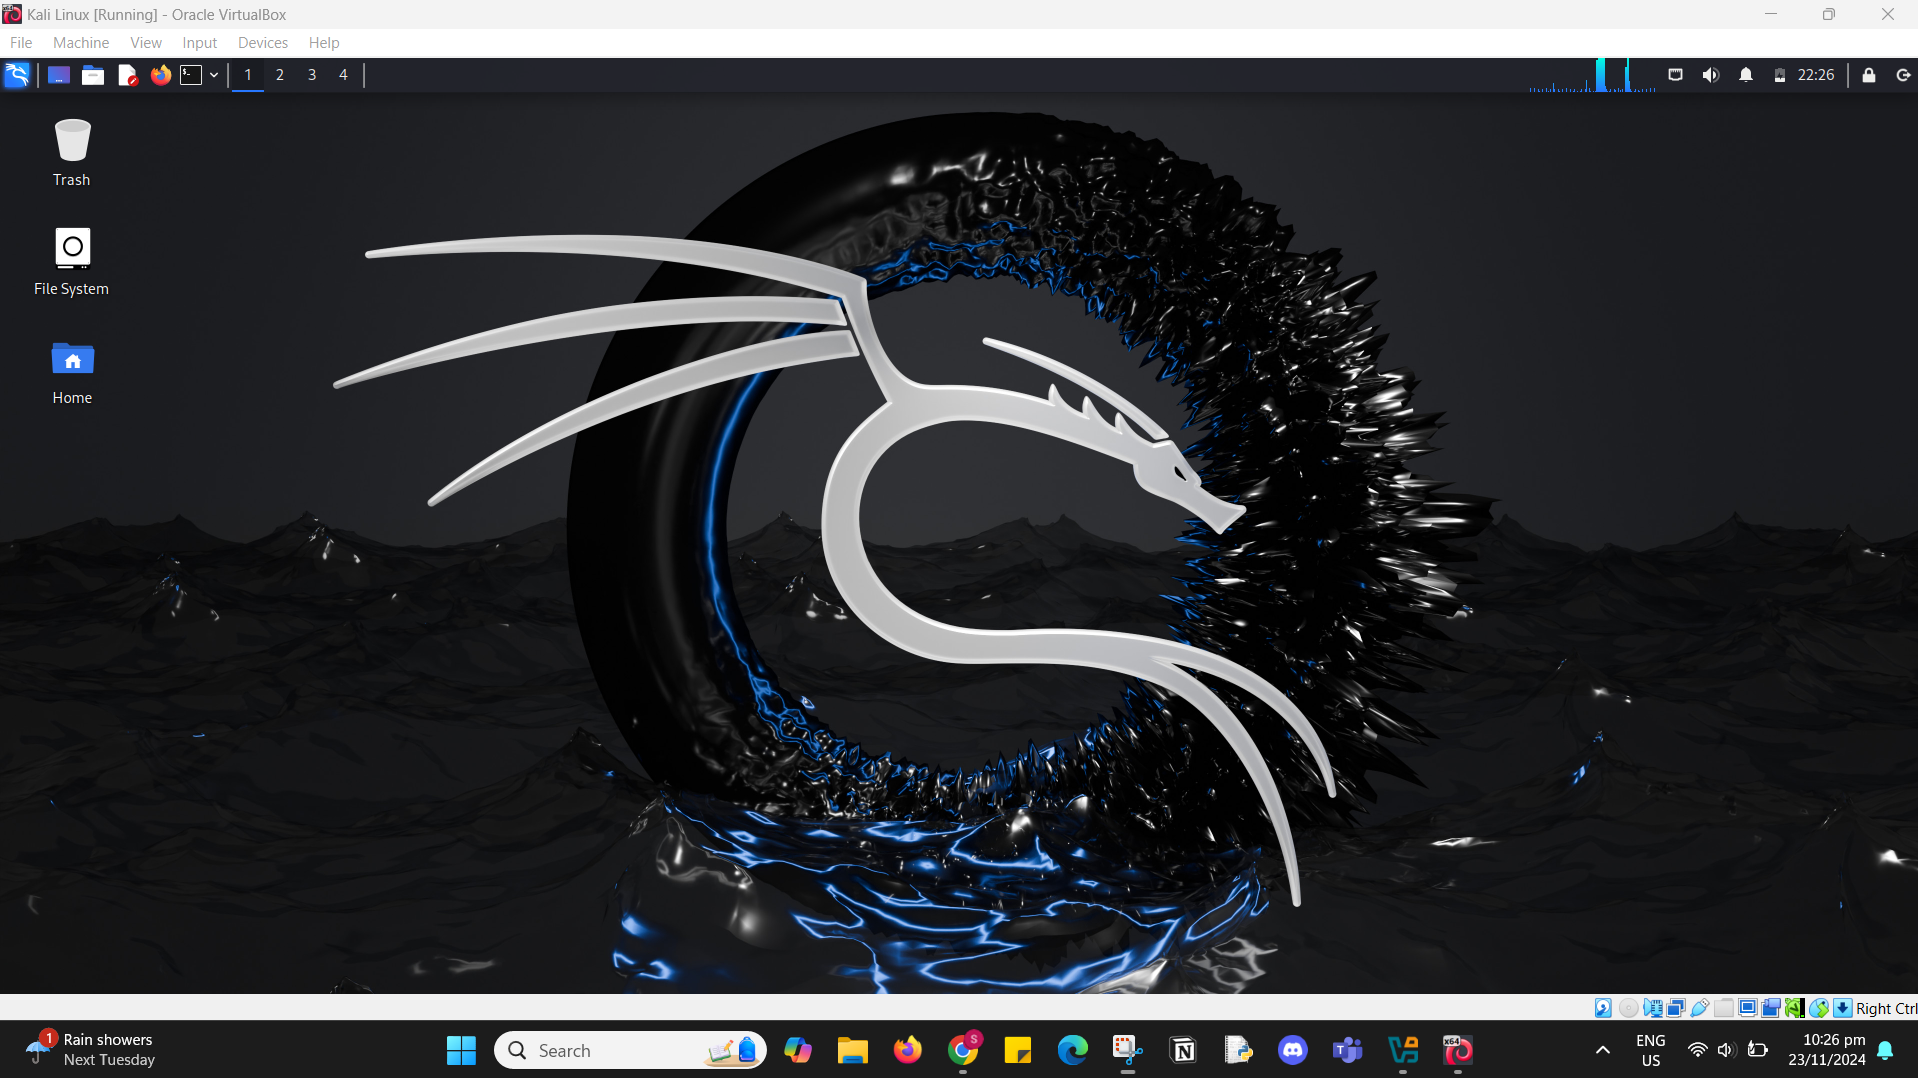 Kali Linux [Running] - Oracle VirtualBox
File Machine View Input Devices Help
1 2 3 4 22:26
Trash
File System
Home
Right Ctrl
1 Rain showers
Next Tuesday
Search
S
x64
ENG
US
10:26 pm
23/11/2024